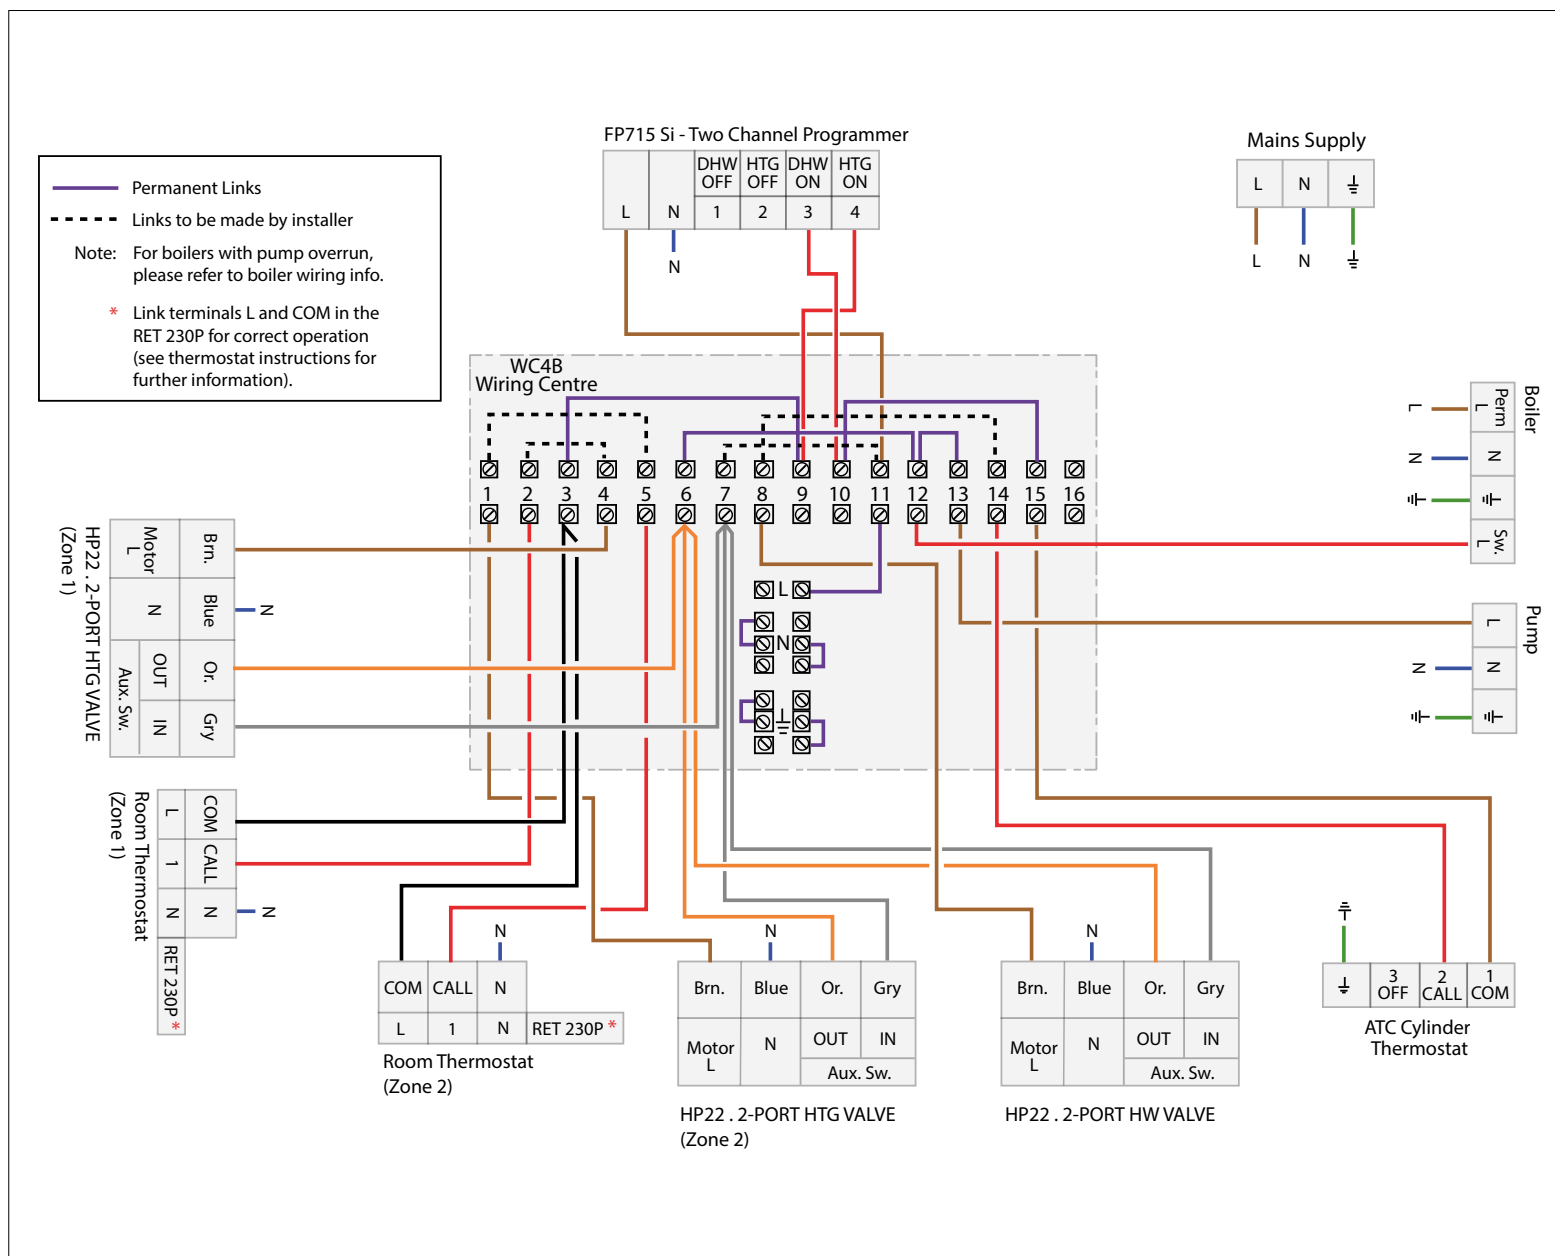 FP715 Si - Two Channel Programmer
DHW OFF
HTG OFF
DHW ON
HTG ON
L N 1 2 3 4
N
Mains Supply
L N ⏚
L N ⏚
Permanent Links
Links to be made by installer
Note: For boilers with pump overrun,
please refer to boiler wiring info.
* Link terminals L and COM in the
RET 230P for correct operation
(see thermostat instructions for
further information).
WC4B
Wiring Centre
1 2 3 4 5 6 7 8 9 10 11 12 13 14 15 16
L
N
⏚
Boiler
Perm L
N
⏚
Sw. L
L
N
⏚
Pump
L
N
⏚
N
⏚
HP22 . 2-PORT HTG VALVE
(Zone 1)
Motor L
N
OUT
IN
Aux. Sw.
Brn.
Blue
Or.
Gry
N
Room Thermostat
(Zone 1)
L
1
N
COM
CALL
N
RET 230P *
N
N
COM CALL N
L 1 N RET 230P *
Room Thermostat
(Zone 2)
N
Brn. Blue Or. Gry
Motor L
N
OUT IN
Aux. Sw.
HP22 . 2-PORT HTG VALVE
(Zone 2)
N
Brn. Blue Or. Gry
Motor L
N
OUT IN
Aux. Sw.
HP22 . 2-PORT HW VALVE
⏚
⏚
3 OFF
2 CALL
1 COM
ATC Cylinder
Thermostat